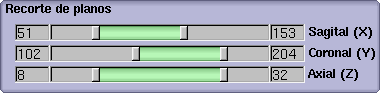 Recorte de planos
51 153 Sagital (X)
102 204 Coronal (Y)
8 32 Axial (Z)